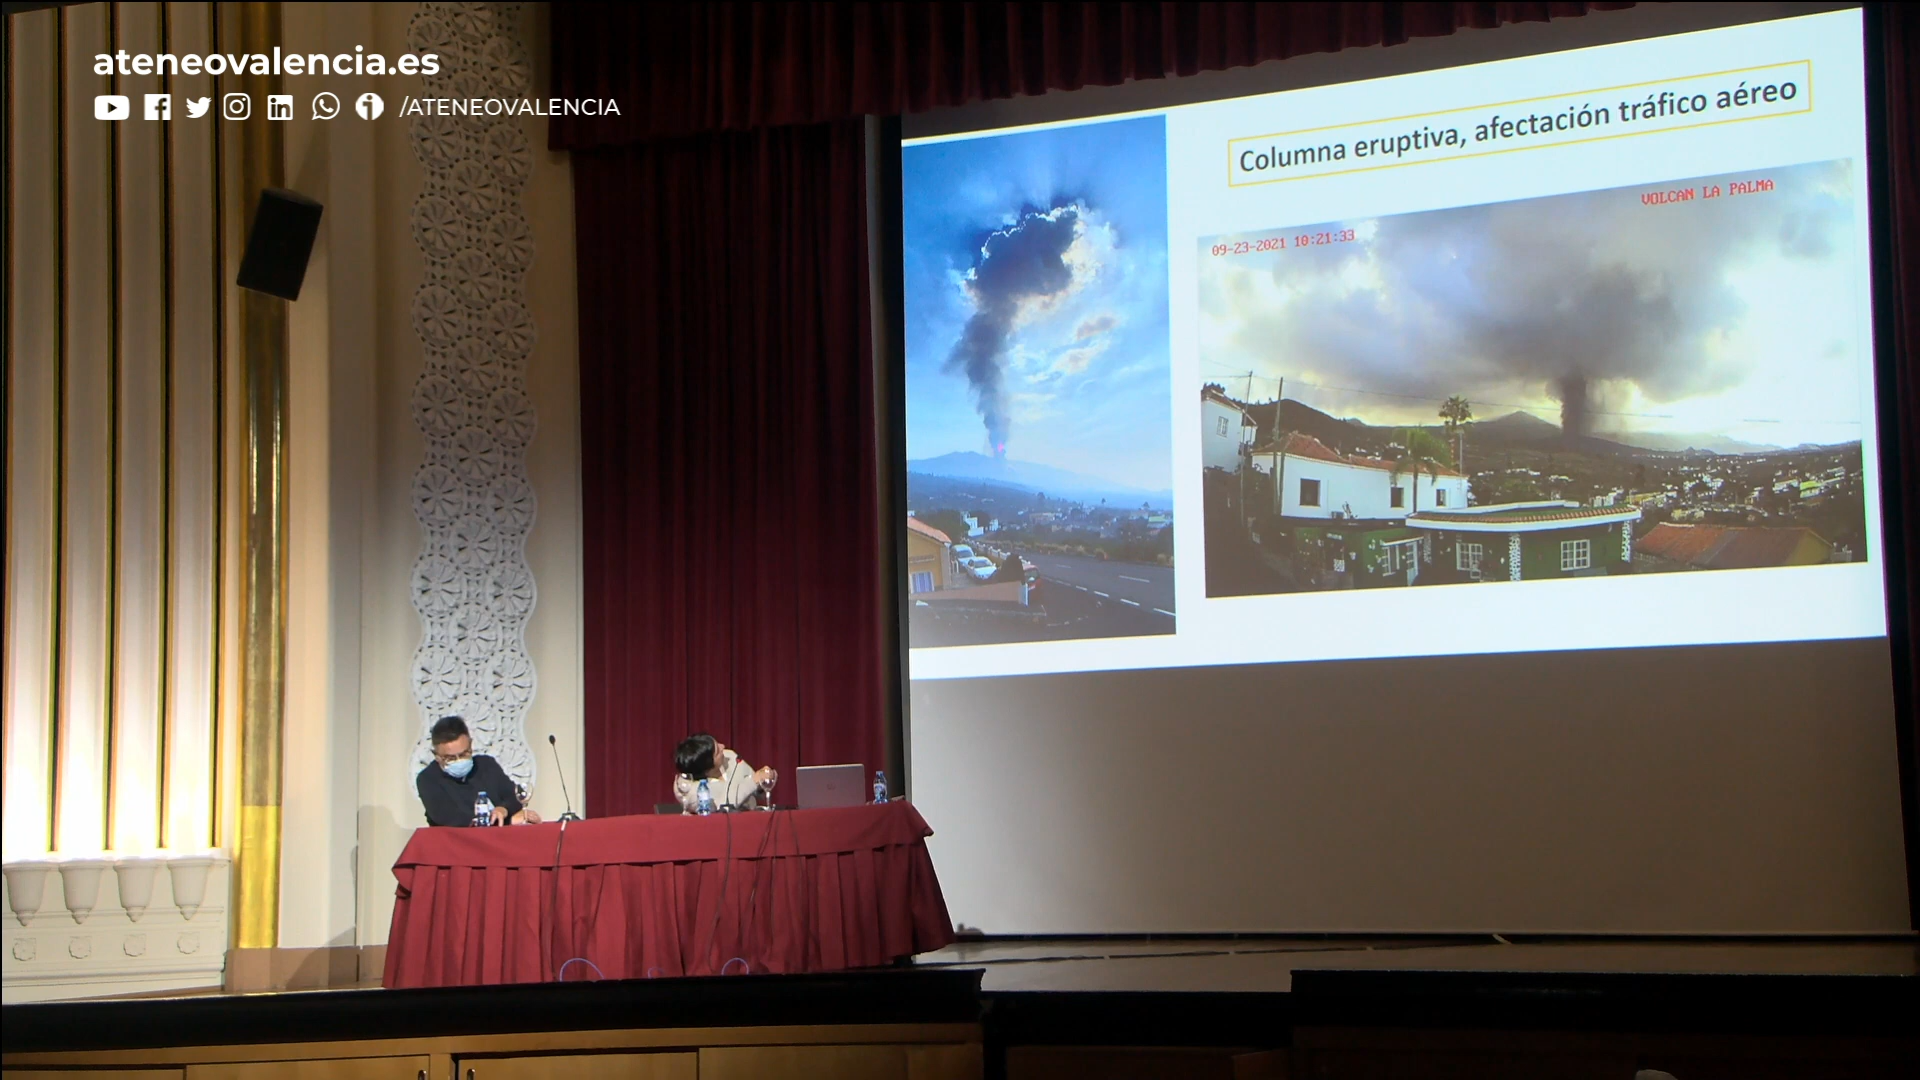 ateneovalencia.es
/ATENEOVALENCIA
Columna eruptiva, afectación tráfico aéreo
VOLCAN LA PALMA
09-23-2021 10:21:33